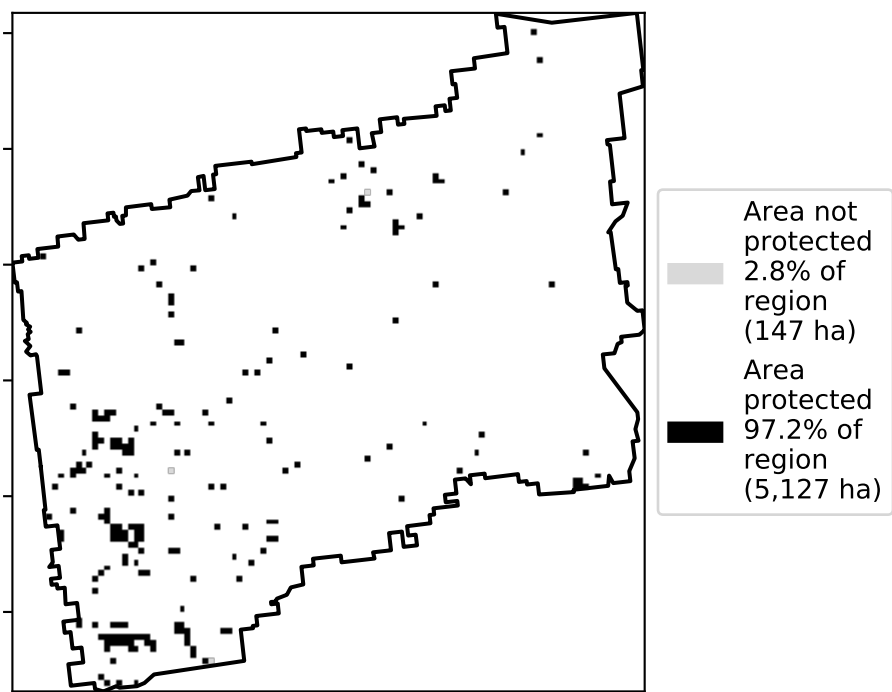 Area not
protected
2.8% of
region
(147 ha)
Area
protected
97.2% of
region
(5,127 ha)